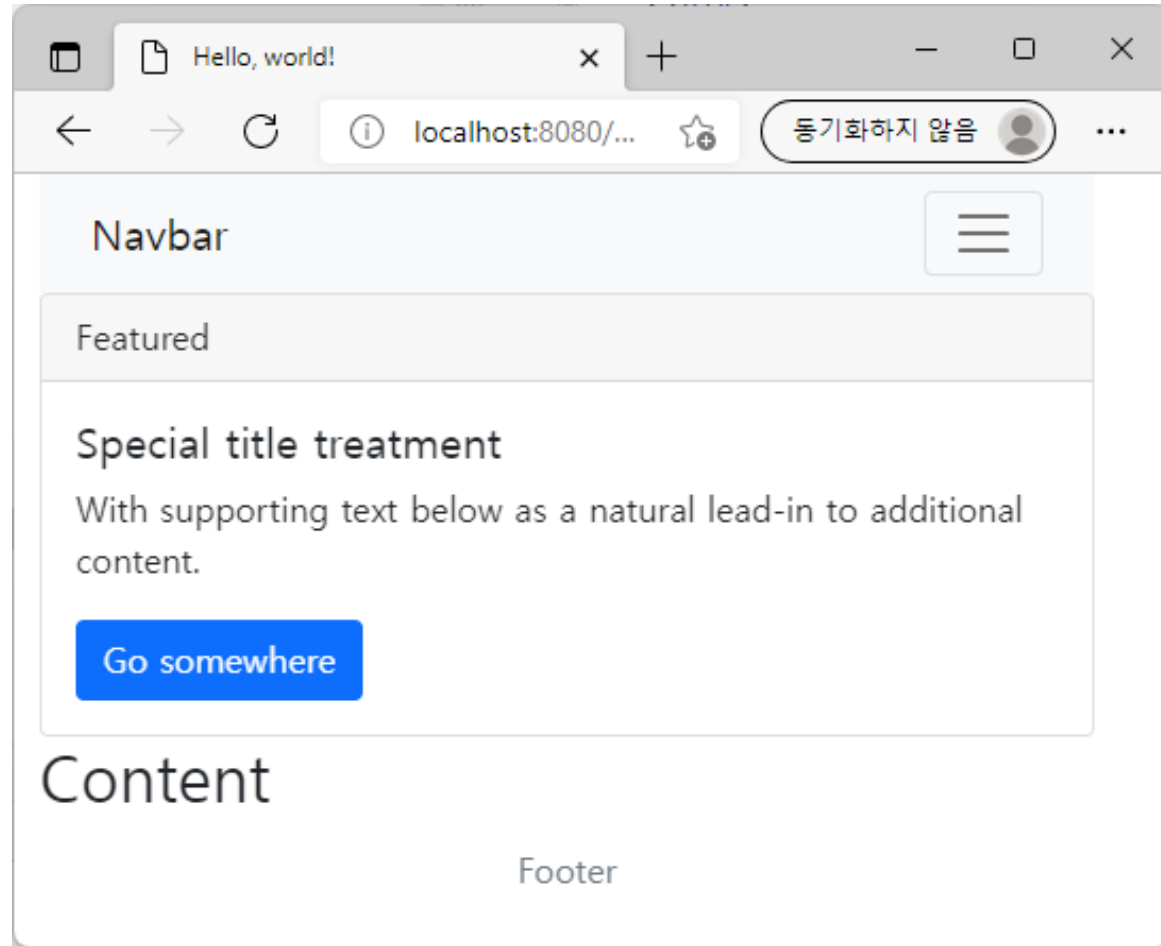 Hello, world!
localhost:8080/...
동기화하지 않음
Navbar
Featured
Special title treatment
With supporting text below as a natural lead-in to additional
content.
Go somewhere
Content
Footer